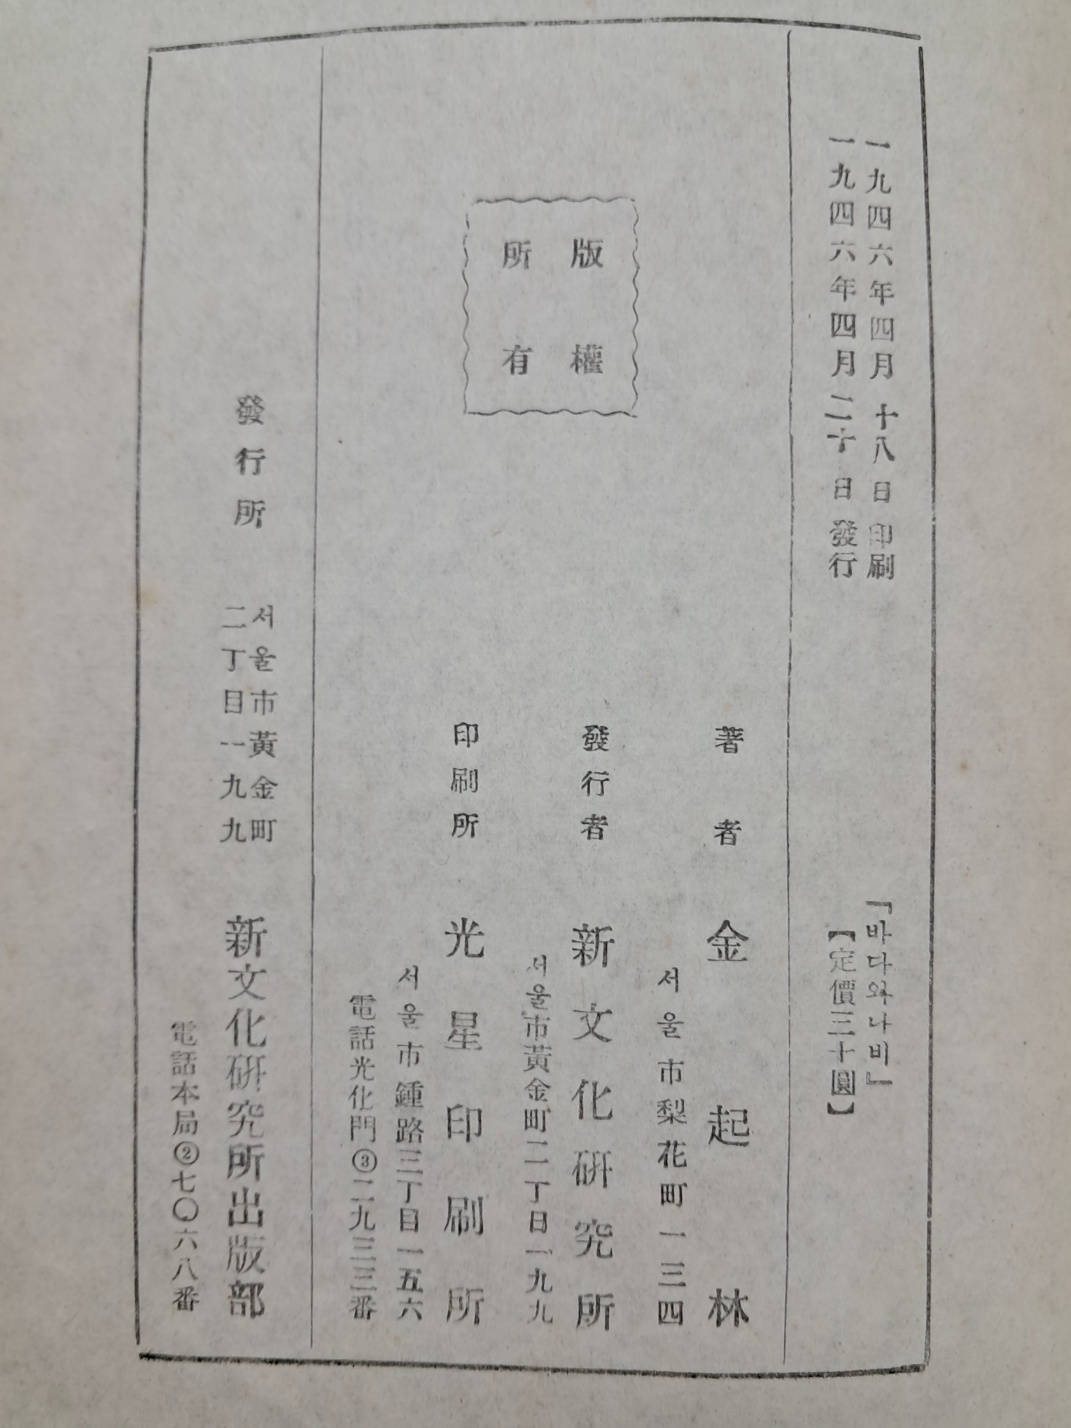 一九四六年四月十八日印刷
一九四六年四月二十日發行
『바다와나비』
【定價三十圓】
版權
所有
著者 金起林
서울市梨花町一三四
發行者 新文化硏究所
서울市黃金町二丁目一九九
印刷所 光星印刷所
서울市鍾路三丁目一五六
電話光化門③二九三三番
發行所
서울市黃金町
二丁目一九九
新文化硏究所出版部
電話本局②七〇六八番